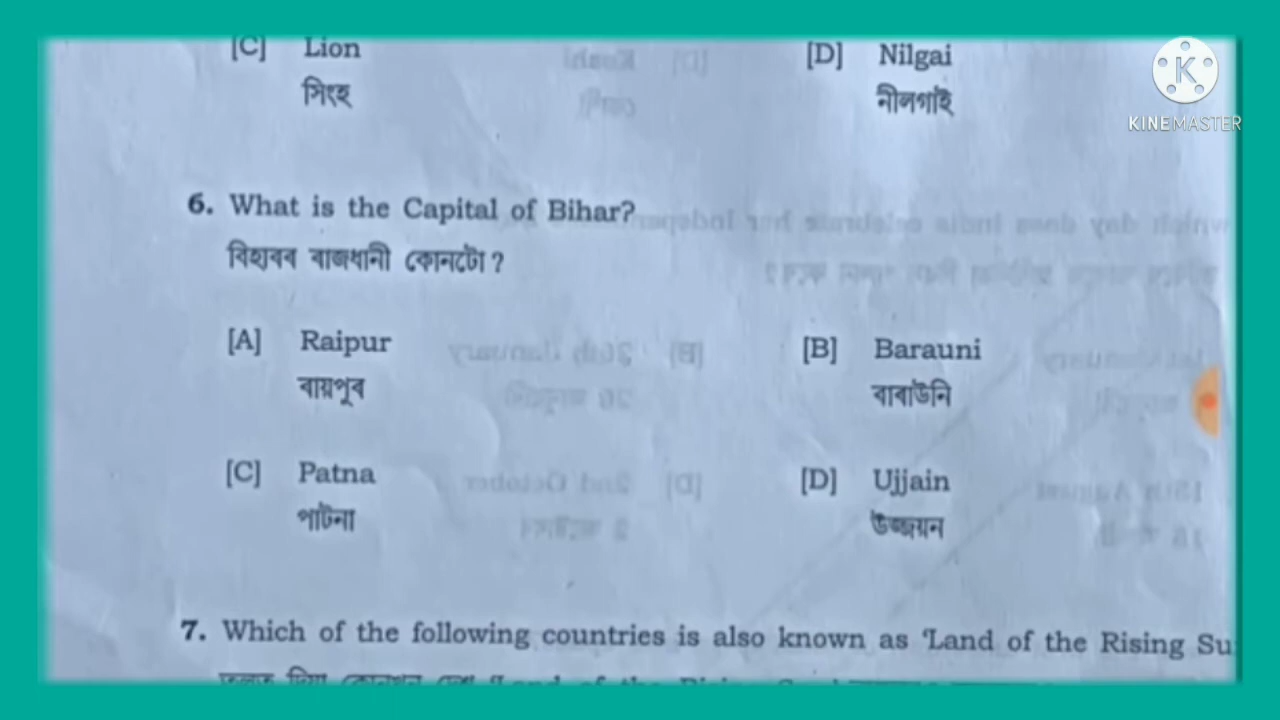 [C] Lion [D] Nilgai
সিংহ নীলগাই
KINEMASTER
6. What is the Capital of Bihar?
বিহাৰৰ ৰাজধানী কোনটো ?
[A] Raipur [B] Barauni
ৰায়পুৰ বাৰাউনি
[C] Patna [D] Ujjain
পাটনা উজ্জয়ন
7. Which of the following countries is also known as 'Land of the Rising Su